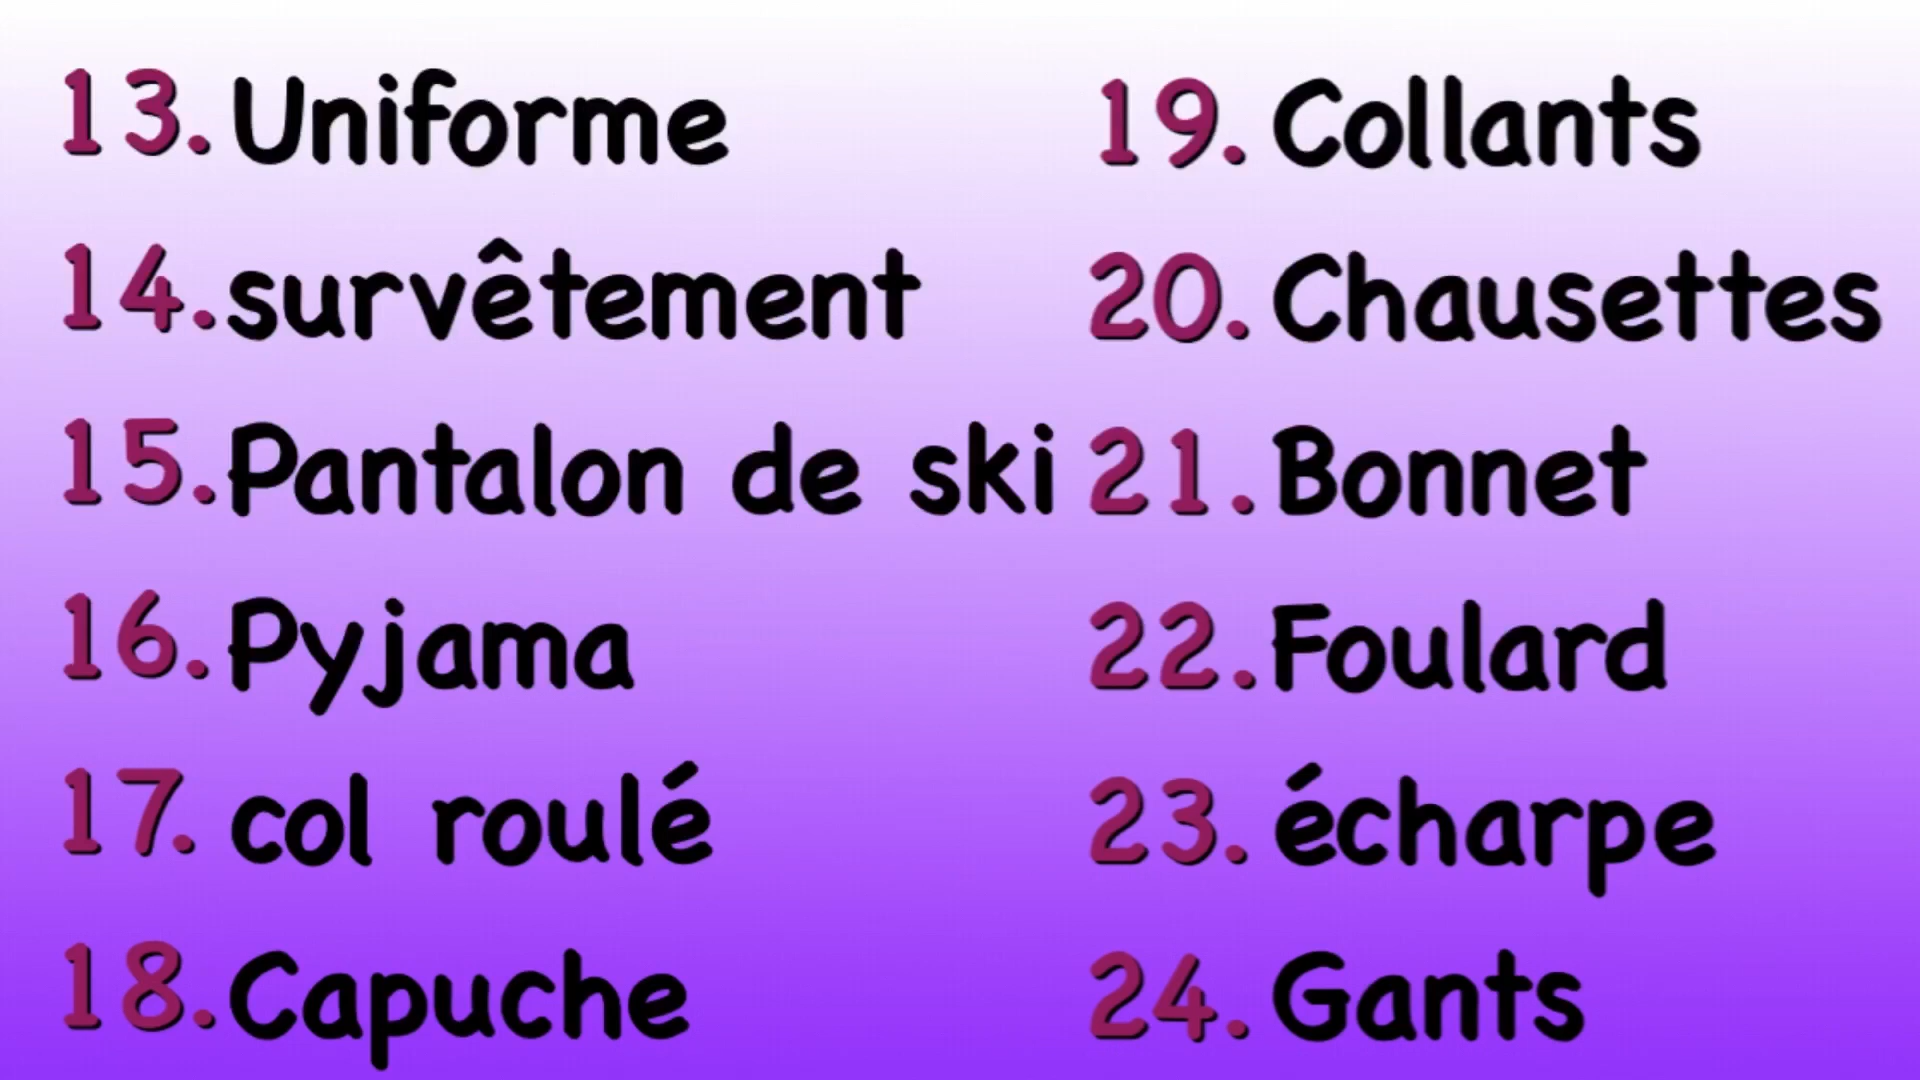 13. Uniforme
14. survêtement
15. Pantalon de ski
16. Pyjama
17. col roulé
18. Capuche
19. Collants
20. Chausettes
21. Bonnet
22. Foulard
23. écharpe
24. Gants